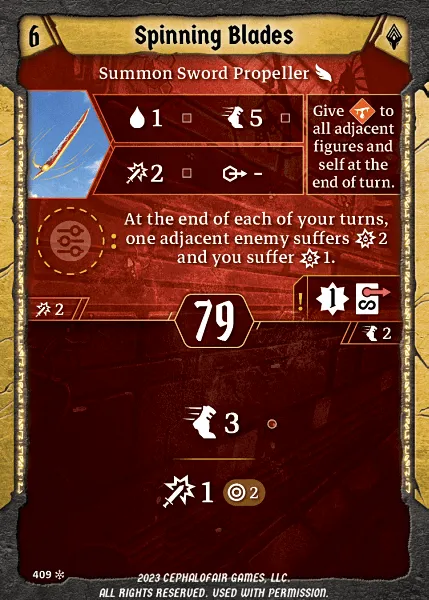 6 Spinning Blades
Summon Sword Propeller
1 5
2 -
Give to
all adjacent
figures and
self at the
end of turn.
At the end of each of your turns,
: one adjacent enemy suffers 2
and you suffer 1.
2
79
! 1 S
2
3
1 2
409
2023 CEPHALOFAIR GAMES, LLC.
ALL RIGHTS RESERVED. USED WITH PERMISSION.